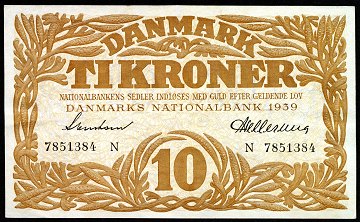 DANMARK
TI KRONER
NATIONALBANKENS SEDLER INDLØSES MED GULD EFTER GÆLDENDE LOV
DANMARKS NATIONALBANK 1939
7851384 N N 7851384
10